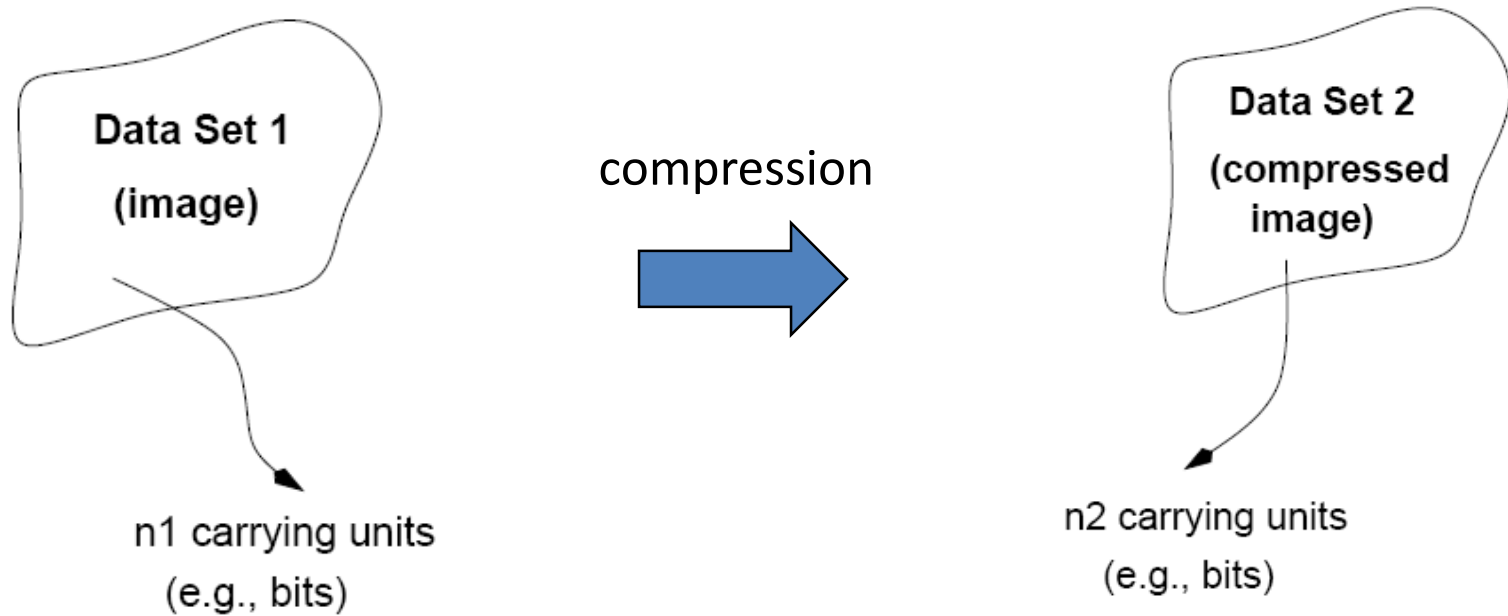 Data Set 1
(image)
n1 carrying units
(e.g., bits)
compression
Data Set 2
(compressed
image)
n2 carrying units
(e.g., bits)